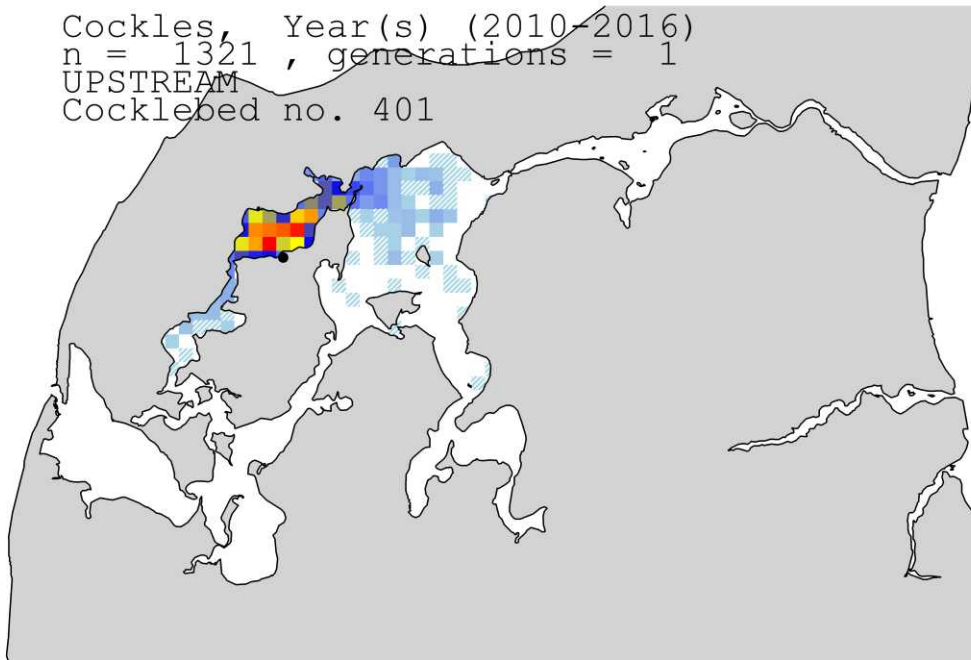 Cockles, Year(s) (2010-2016)
n = 1321 , generations = 1
UPSTREAM
Cocklebed no. 401